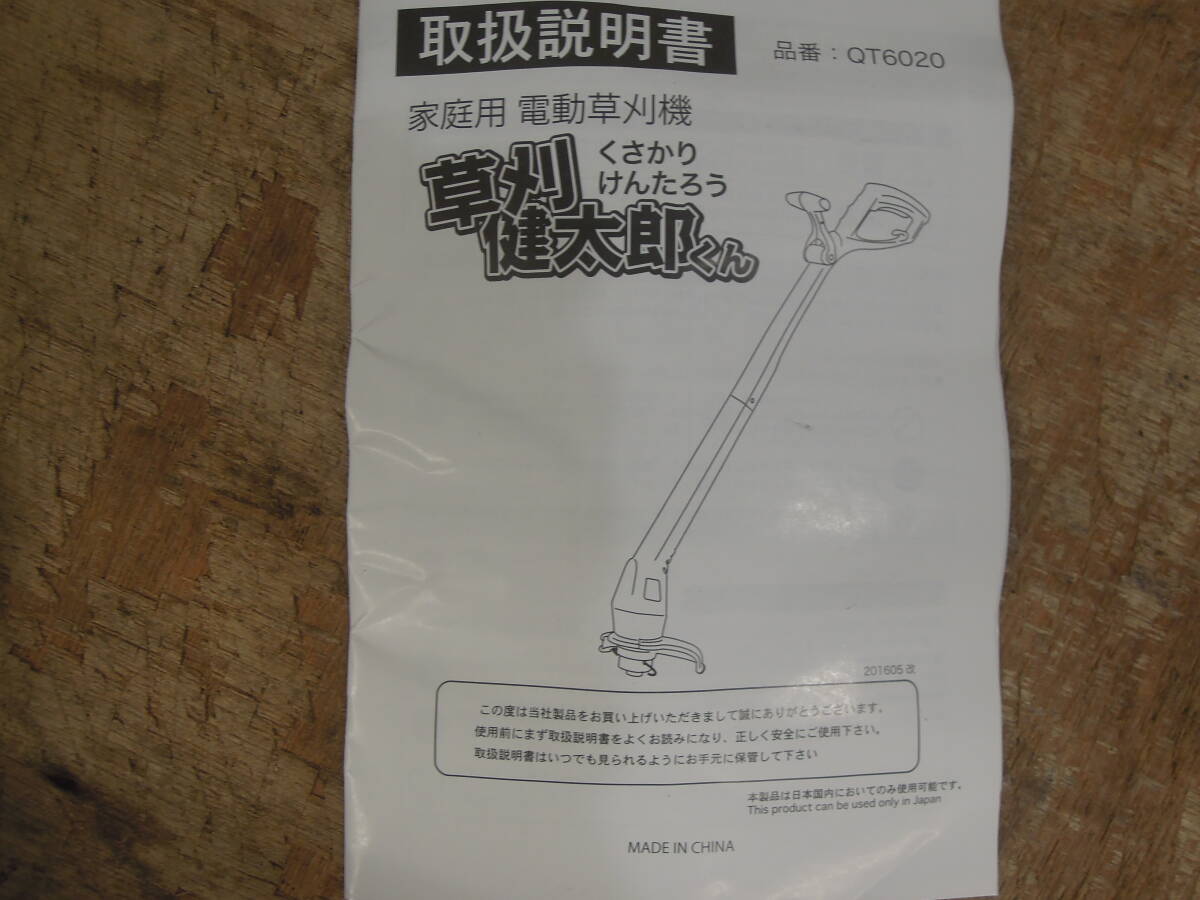 取扱説明書
品番：QT6020
家庭用 電動草刈機
草刈
健太郎くん
くさかり
けんたろう
201605改
この度は当社製品をお買い上げいただきまして誠にありがとうございます。
使用前にまず取扱説明書をよくお読みになり、正しく安全にご使用下さい。
取扱説明書はいつでも見られるようにお手元に保管して下さい
本製品は日本国内においてのみ使用可能です。
This product can be used only in Japan
MADE IN CHINA